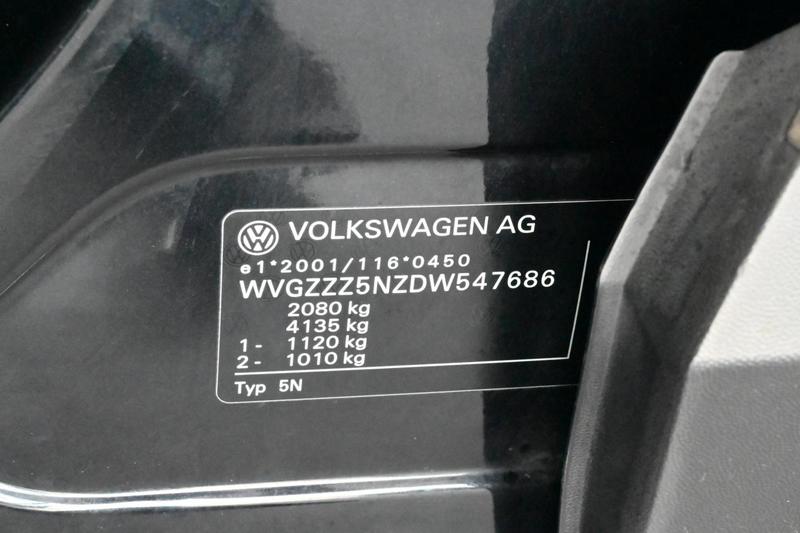 VOLKSWAGEN AG
e1*2001/116*0450
WVGZZZ5NZDW547686
2080 kg
4135 kg
1- 1120 kg
2- 1010 kg
Typ 5N